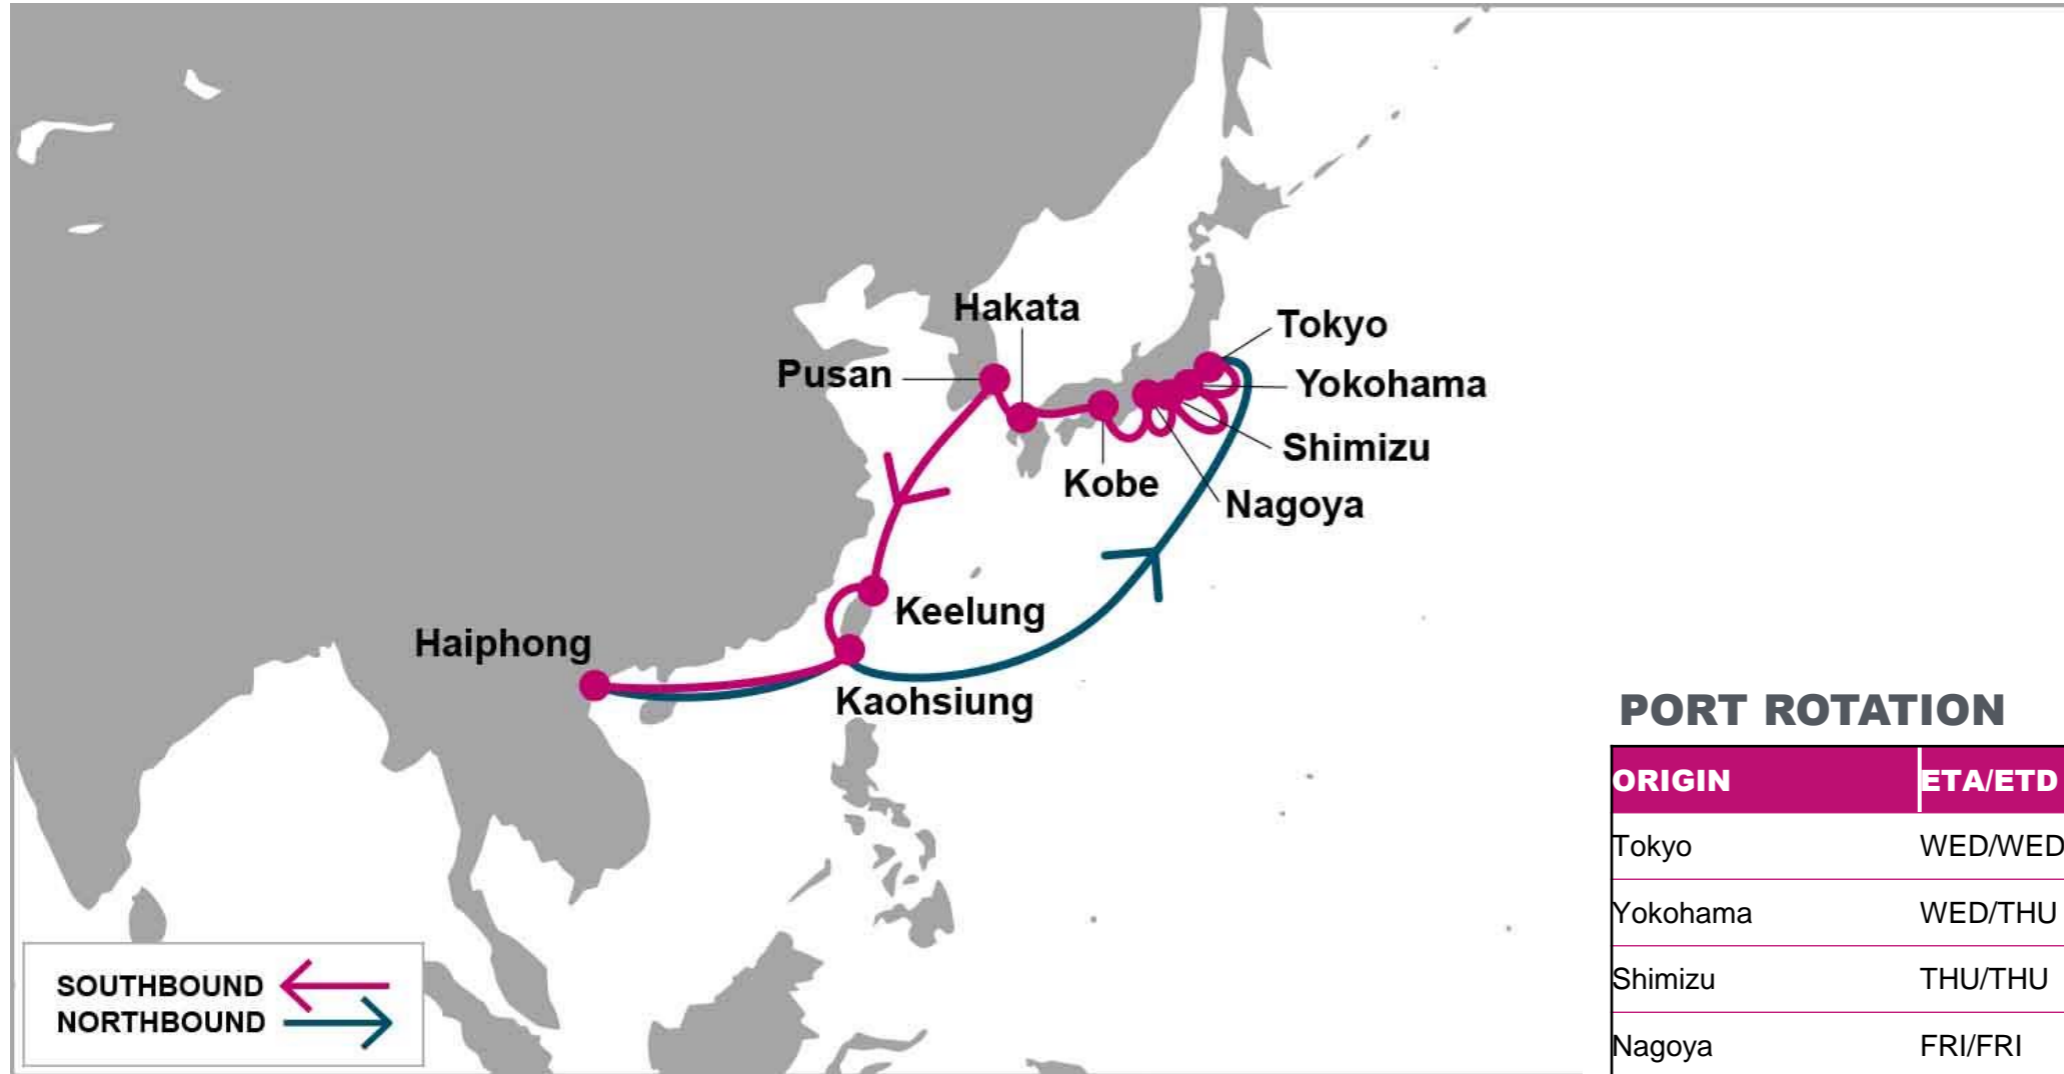 Hakata
Tokyo
Pusan
Yokohama
Shimizu
Kobe
Nagoya
Keelung
Haiphong
Kaohsiung
SOUTHBOUND
NORTHBOUND
PORT ROTATION
ORIGIN ETA/ETD
Tokyo WED/WED
Yokohama WED/THU
Shimizu THU/THU
Nagoya FRI/FRI